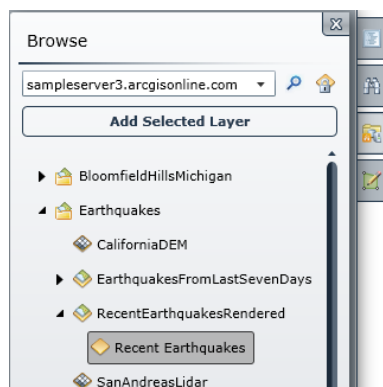 Browse
sampleserver3.arcgisonline.com
Add Selected Layer
BloomfieldHillsMichigan
Earthquakes
CaliforniaDEM
EarthquakesFromLastSevenDays
RecentEarthquakesRendered
Recent Earthquakes
SanAndreasLidar